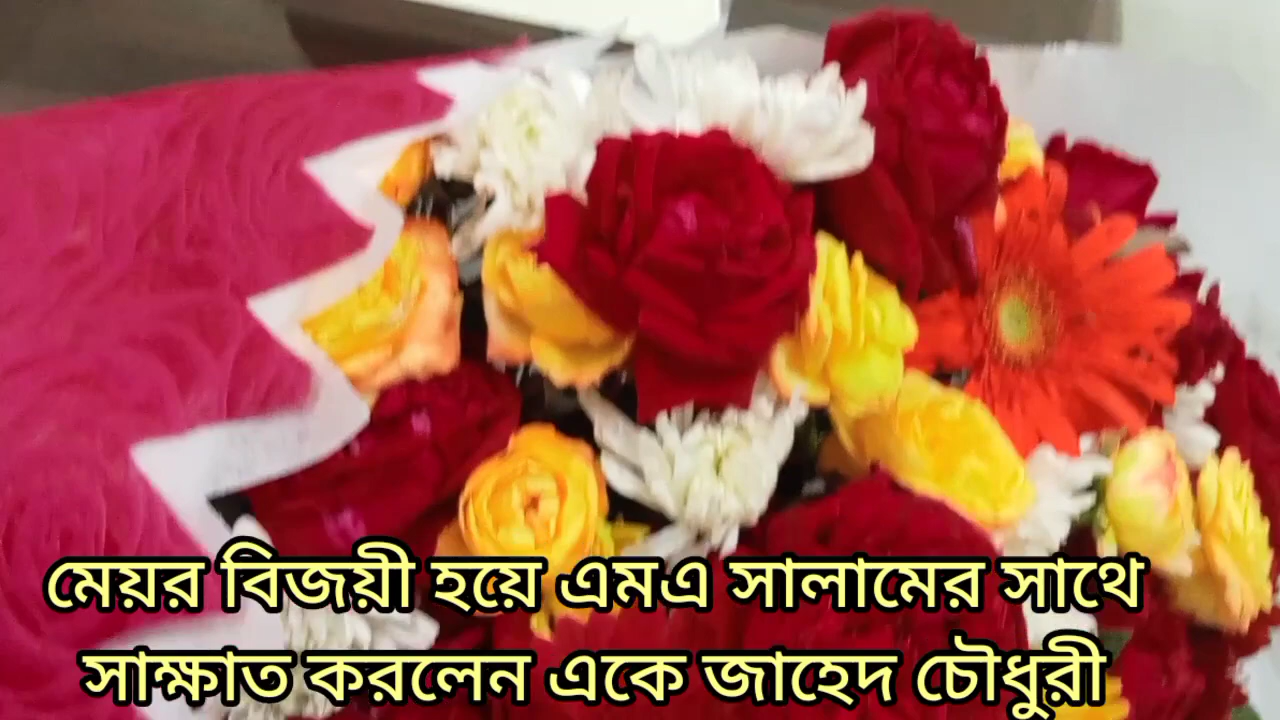 মেয়র বিজয়ী হয়ে এমএ সালামের সাথে
সাক্ষাত করলেন একে জাহেদ চৌধুরী